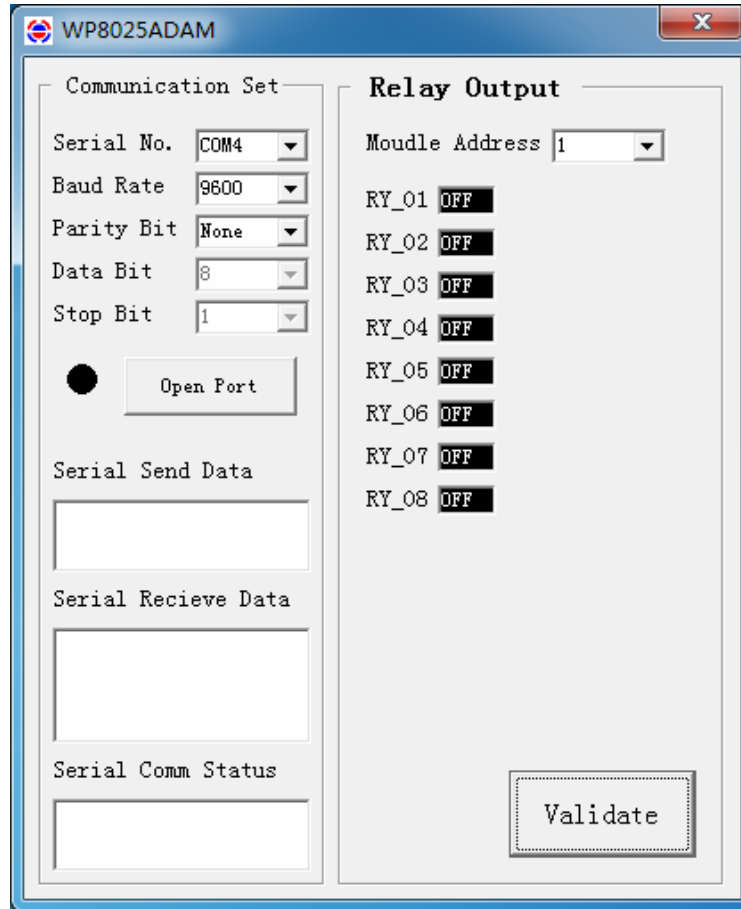 WP8025ADAM
Communication Set
Serial No. COM4
Baud Rate 9600
Parity Bit None
Data Bit 8
Stop Bit 1
Open Port
Serial Send Data
Serial Recieve Data
Serial Comm Status
Relay Output
Moudle Address 1
RY_01 OFF
RY_02 OFF
RY_03 OFF
RY_04 OFF
RY_05 OFF
RY_06 OFF
RY_07 OFF
RY_08 OFF
Validate